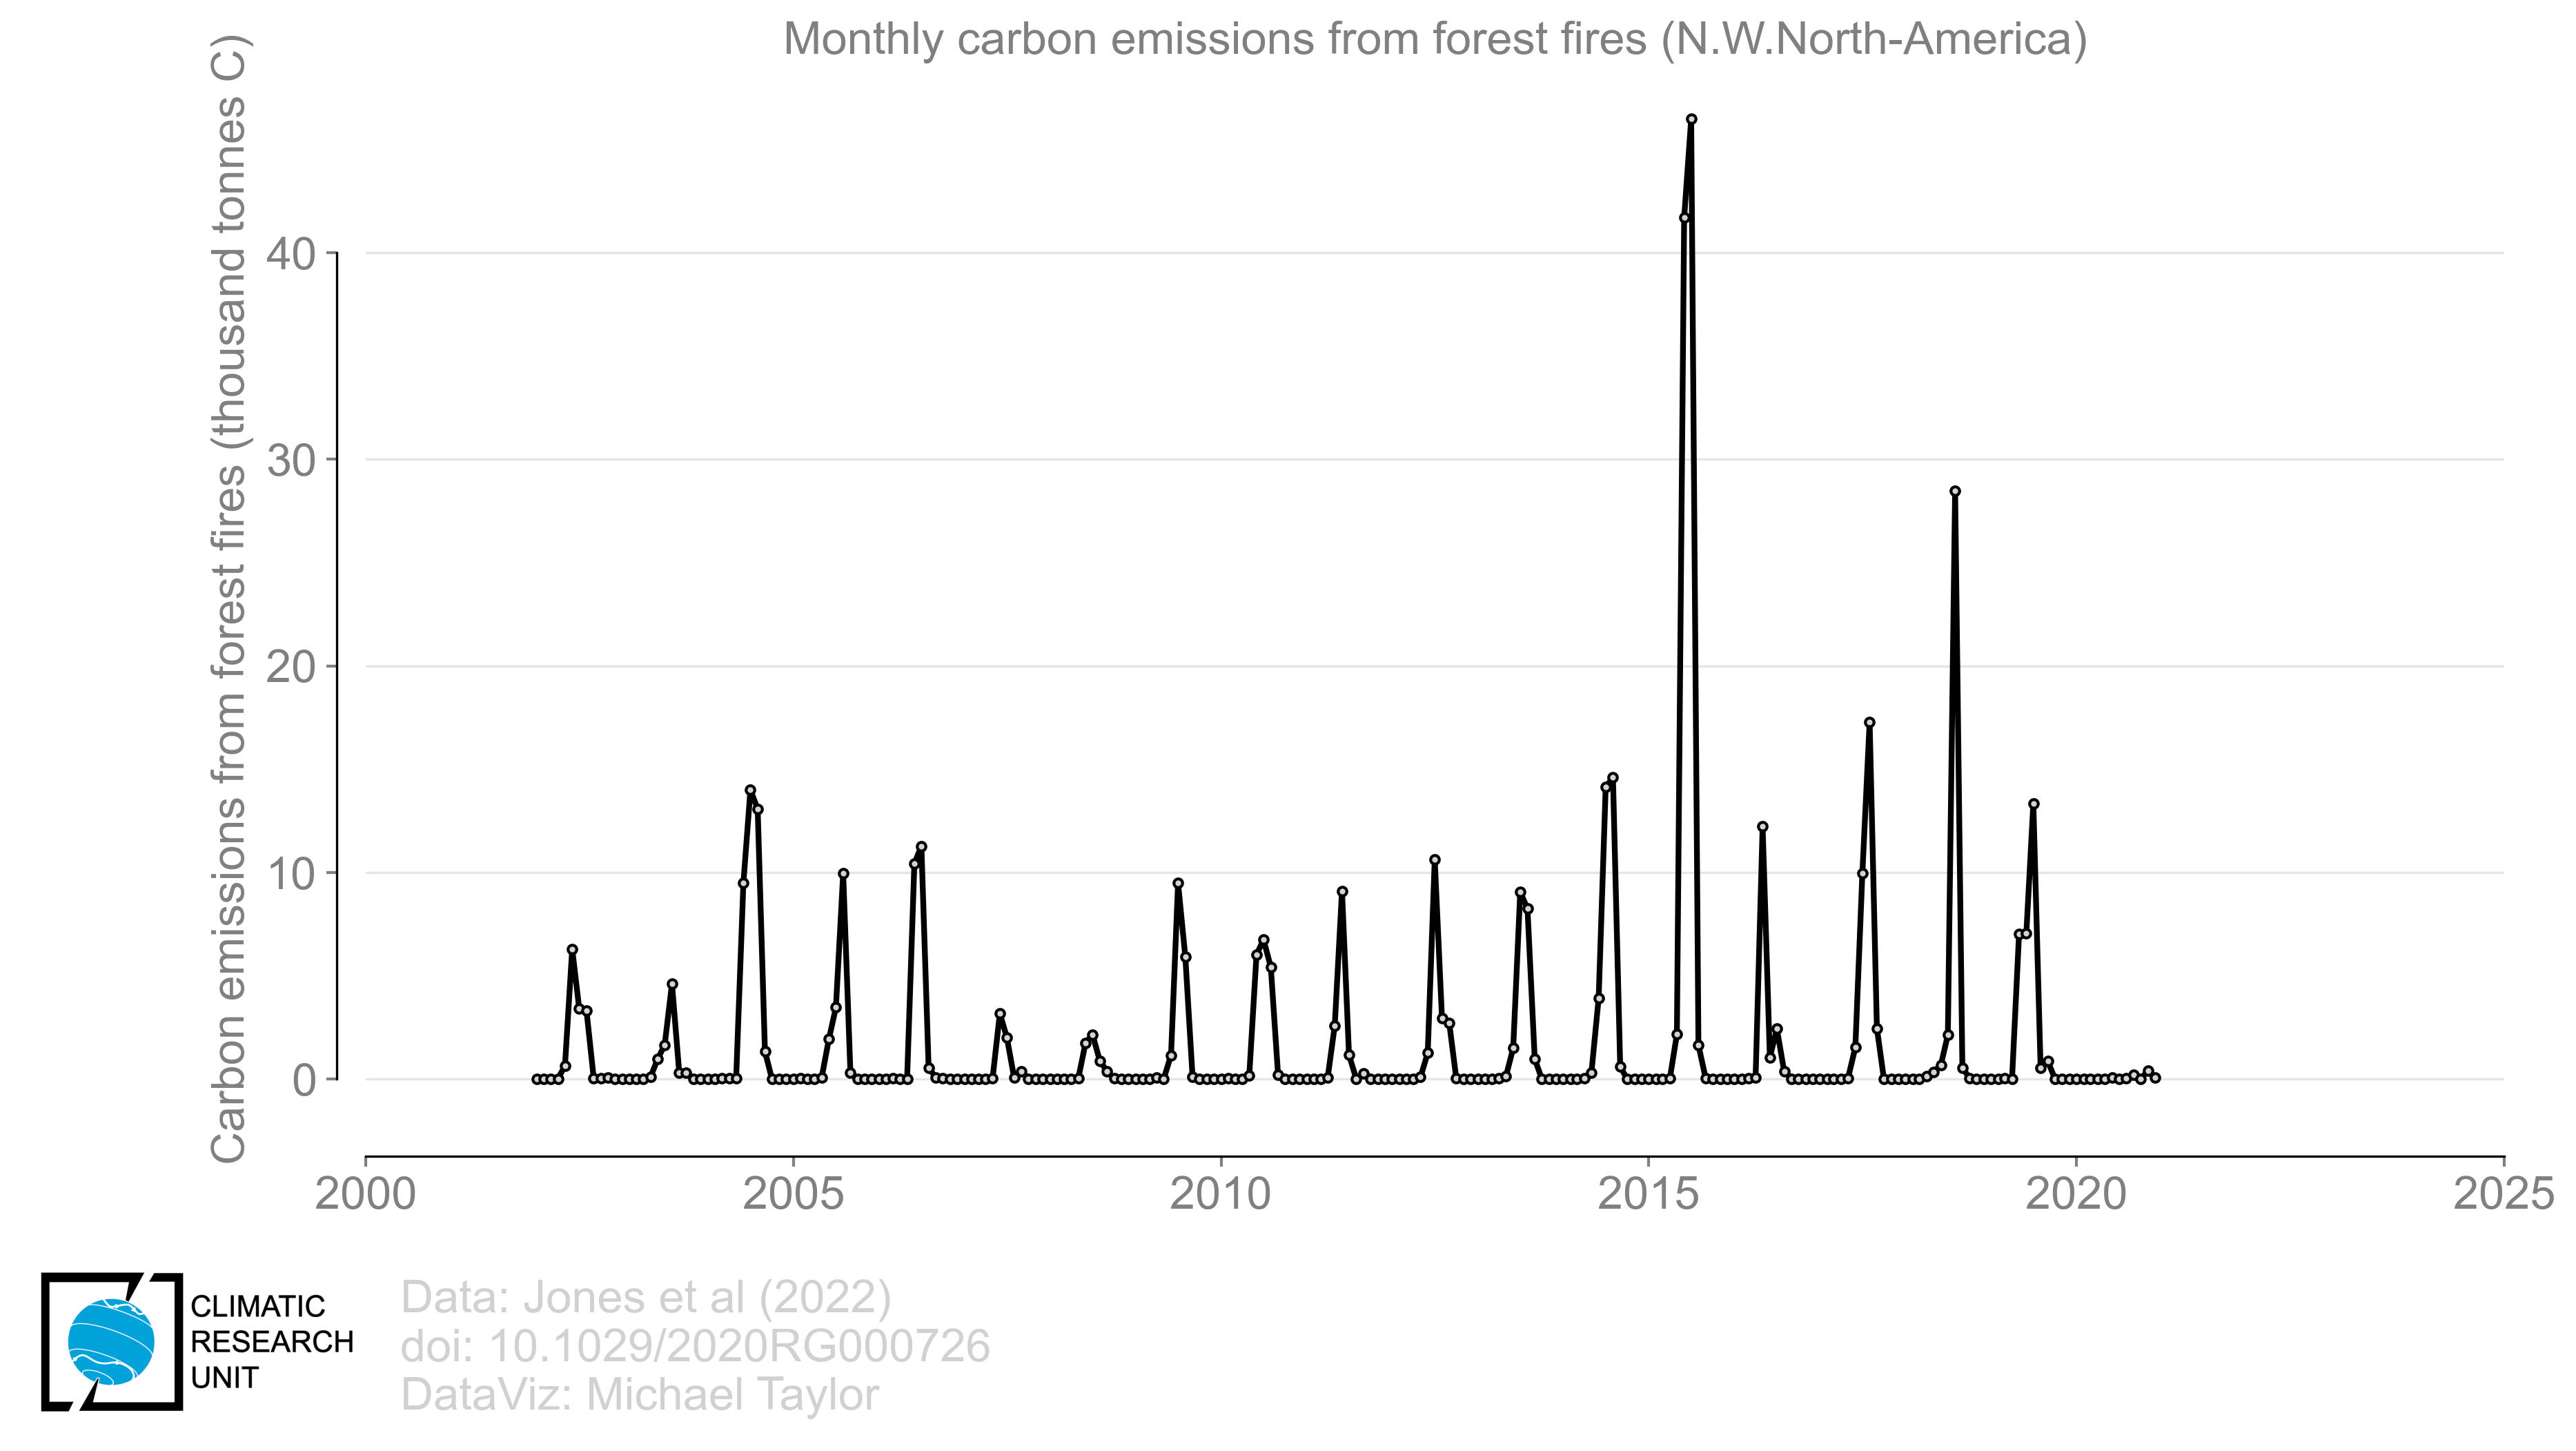 Monthly carbon emissions from forest fires (N.W.North-America)
Carbon emissions from forest fires (thousand tonnes C)
40
30
20
10
0
2000 2005 2010 2015 2020 2025
CLIMATIC
RESEARCH
UNIT
Data: Jones et al (2022)
doi: 10.1029/2020RG000726
DataViz: Michael Taylor